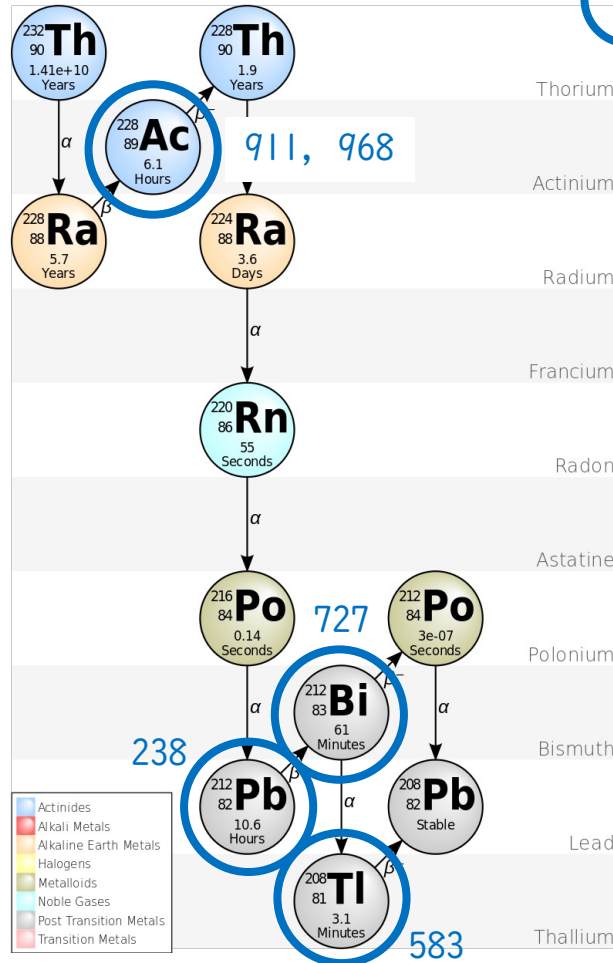 232 90 Th 1.41e+10 Years
228 90 Th 1.9 Years
Thorium
α
β−
228 89 Ac 6.1 Hours
911, 968
Actinium
β−
228 88 Ra 5.7 Years
224 88 Ra 3.6 Days
Radium
α
Francium
220 86 Rn 55 Seconds
Radon
α
Astatine
216 84 Po 0.14 Seconds
727
212 84 Po 3e-07 Seconds
Polonium
α
β−
212 83 Bi 61 Minutes
α
238
Bismuth
β
212 82 Pb 10.6 Hours
α
208 82 Pb Stable
Lead
β−
208 81 Tl 3.1 Minutes
583
Thallium
Actinides
Alkali Metals
Alkaline Earth Metals
Halogens
Metalloids
Noble Gases
Post Transition Metals
Transition Metals